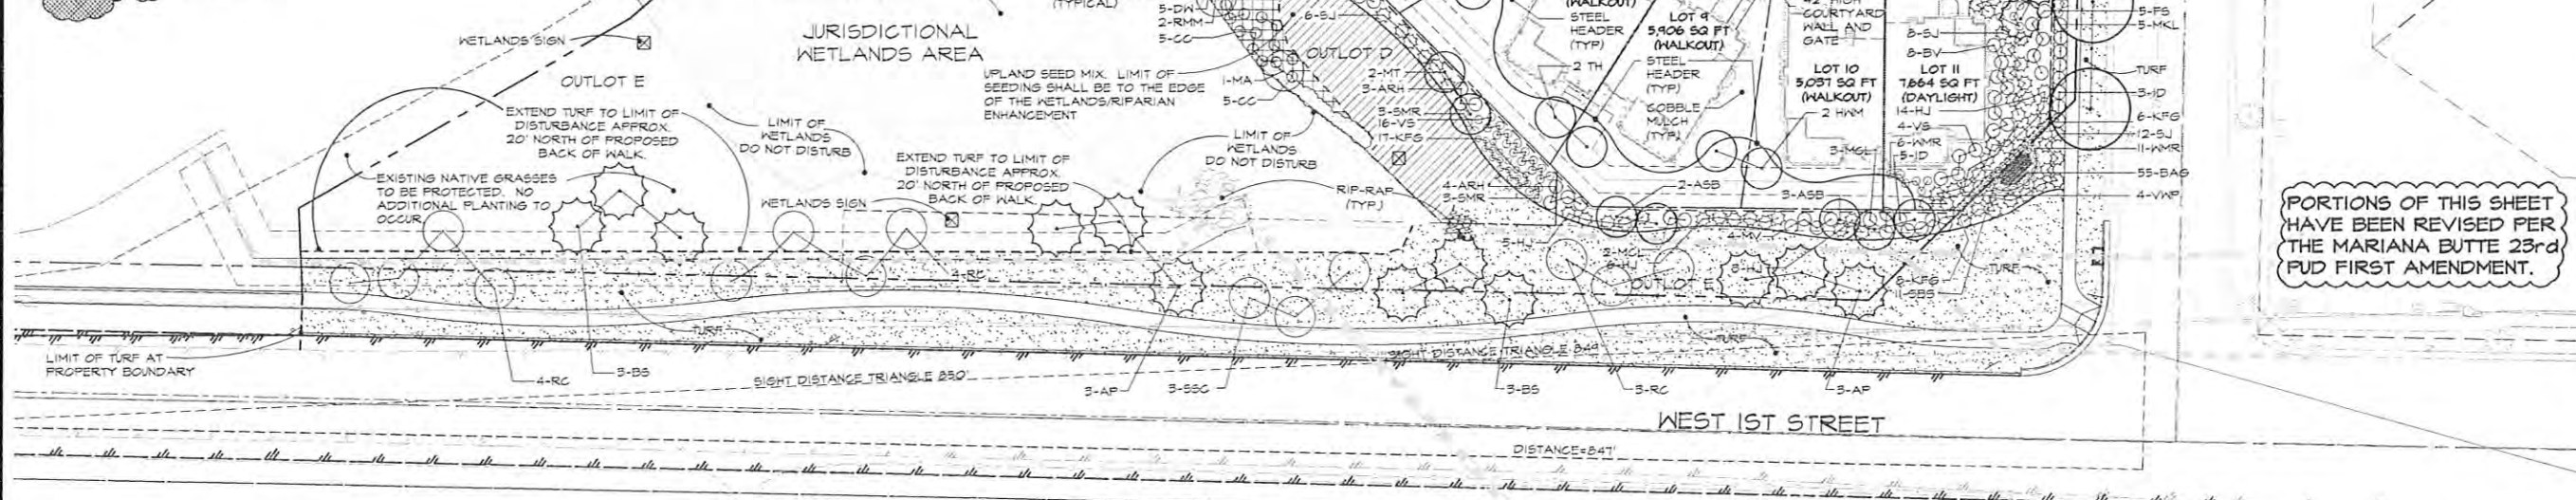 (TYPICAL)
5-DW
2-RMM
5-CC
6-SJ
WETLANDS SIGN
JURISDICTIONAL
WETLANDS AREA
OUTLOT E
OUTLOT D
UPLAND SEED MIX. LIMIT OF
SEEDING SHALL BE TO THE EDGE
OF THE WETLANDS/RIPARIAN
ENHANCEMENT
1-MA
5-CC
EXTEND TURF TO LIMIT OF
DISTURBANCE APPROX.
20' NORTH OF PROPOSED
BACK OF WALK.
LIMIT OF
WETLANDS
DO NOT DISTURB
EXTEND TURF TO LIMIT OF
DISTURBANCE APPROX.
20' NORTH OF PROPOSED
BACK OF WALK.
LIMIT OF
WETLANDS
DO NOT DISTURB
EXISTING NATIVE GRASSES
TO BE PROTECTED. NO
ADDITIONAL PLANTING TO
OCCUR.
WETLANDS SIGN
RIP-RAP
(TYP.)
2-MT
3-ARH
3-SMR
16-VS
17-KFG
4-ARH
3-SMR
(WALKOUT)
STEEL
HEADER
(TYP)
2 TH
LOT 9
5,906 SQ FT
(WALKOUT)
STEEL
HEADER
(TYP)
COBBLE
MULCH
(TYP.)
42" HIGH
COURTYARD
WALL AND
GATE
LOT 10
5,037 SQ FT
(WALKOUT)
2 HWM
3-MCL
8-SJ
8-BV
LOT 11
7,664 SQ FT
(DAYLIGHT)
14-HJ
4-VS
6-WMR
5-ID
5-FS
5-MKL
TURF
3-ID
6-KFG
12-SJ
11-WMR
55-BAG
4-VWP
2-ASB
3-ASB
5-HJ
2-MCL
4-MV
8-HJ
OUTLOT E
8-KFG
11-SBS
TURF
PORTIONS OF THIS SHEET
HAVE BEEN REVISED PER
THE MARIANA BUTTE 23rd
PUD FIRST AMENDMENT.
TURF
TURF
LIMIT OF TURF AT
PROPERTY BOUNDARY
4-RC
3-BS
SIGHT DISTANCE TRIANGLE 850'
SIGHT DISTANCE TRIANGLE 849'
3-AP
3-SSC
3-BS
3-RC
3-AP
WEST 1ST STREET
DISTANCE=847'